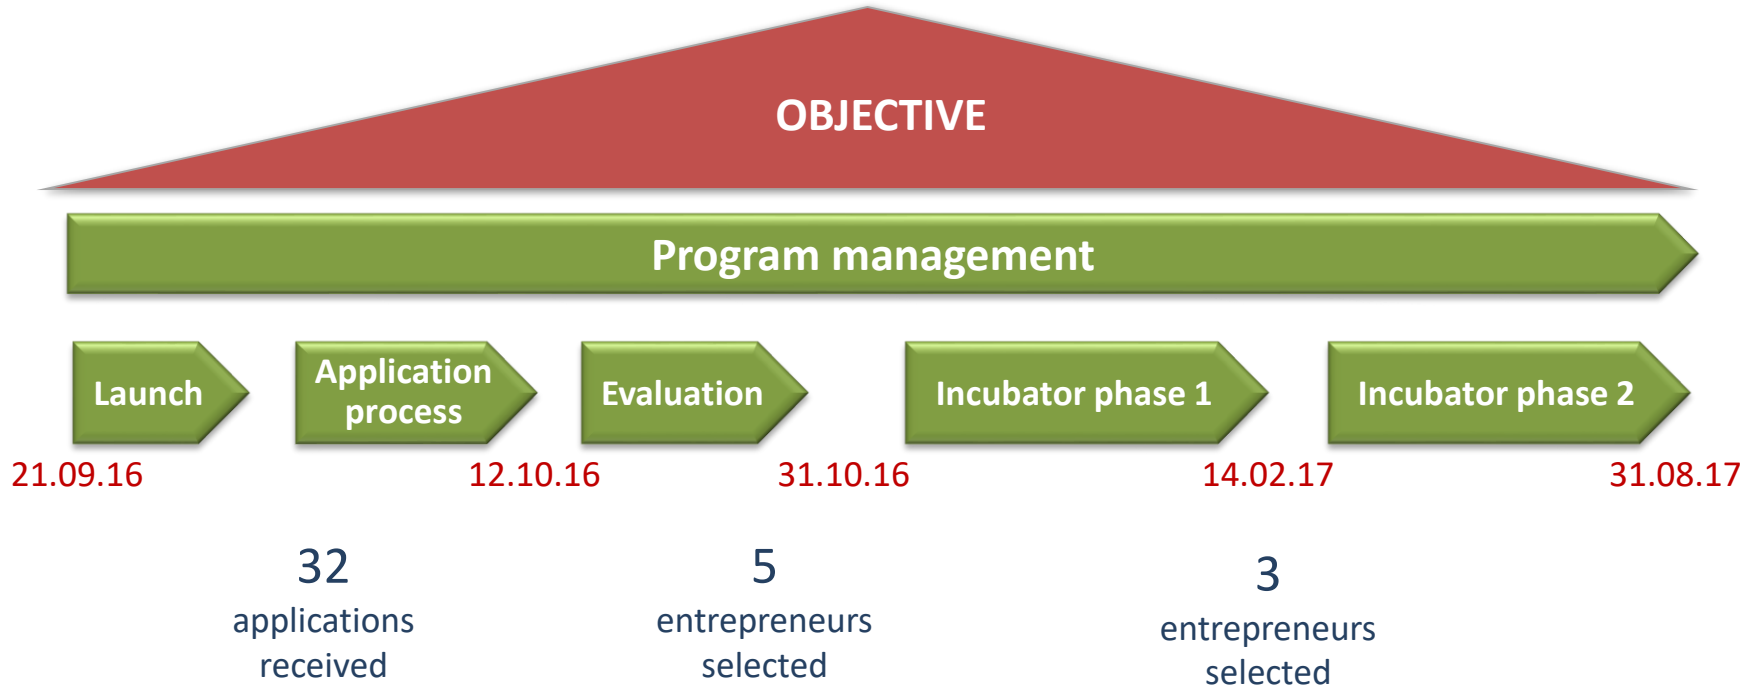 OBJECTIVE
Program management
Launch
Application
process
Evaluation
Incubator phase 1
Incubator phase 2
21.09.16
12.10.16
31.10.16
14.02.17
31.08.17
32
applications
received
5
entrepreneurs
selected
3
entrepreneurs
selected